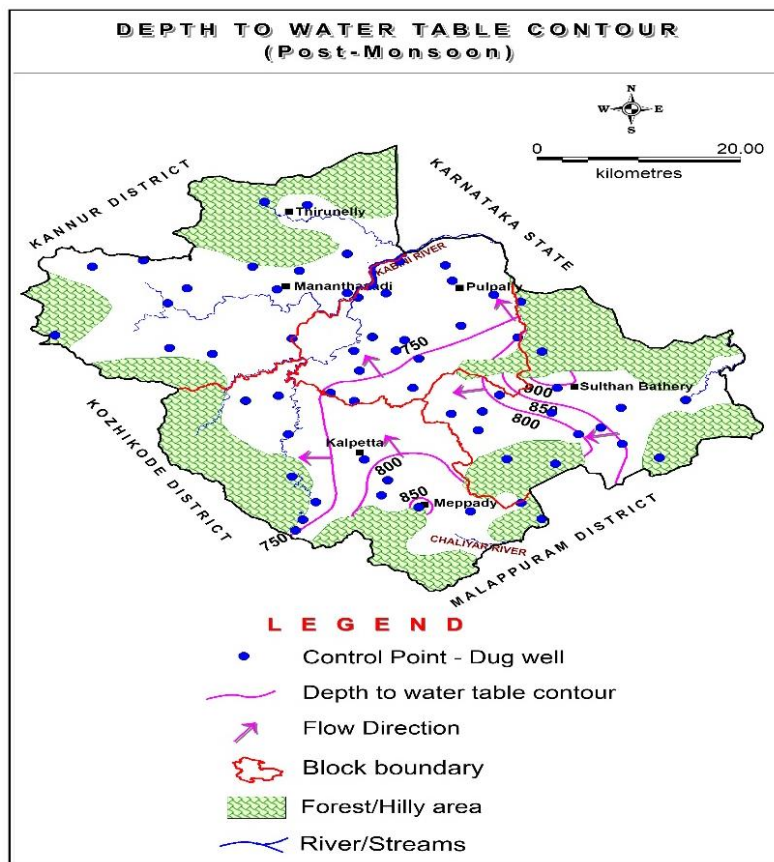 DEPTH TO WATER TABLE CONTOUR
(Post-Monsoon)
N
W E
S
0 20.00
kilometres
KANNUR DISTRICT
KARNATAKA STATE
Thirunelly
KABINI RIVER
Mananthavadi
Pulpally
750
Sulthan Bathery
900
850
800
KOZHIKODE DISTRICT
Kalpetta
800
850
Meppady
750
CHALIYAR RIVER
MALAPPURAM DISTRICT
LEGEND
Control Point - Dug well
Depth to water table contour
Flow Direction
Block boundary
Forest/Hilly area
River/Streams